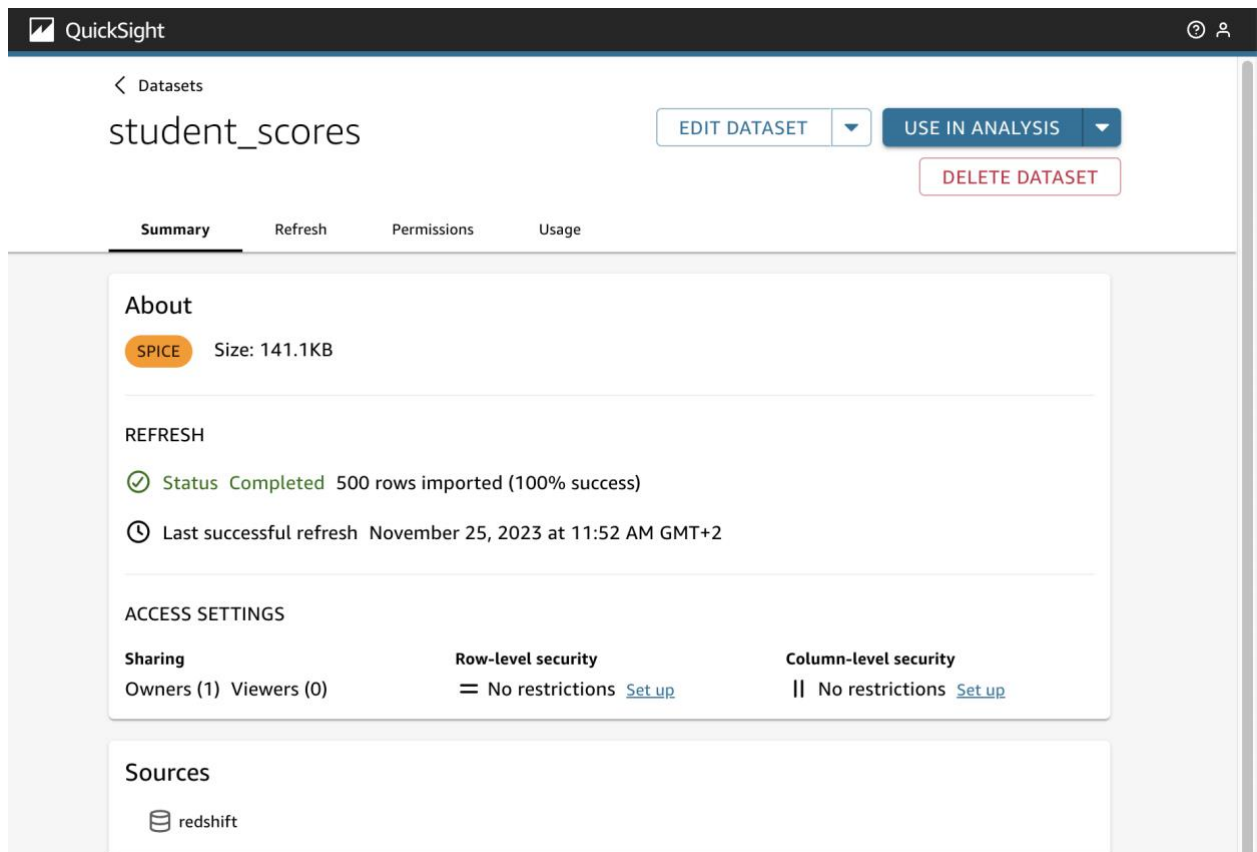 QuickSight
Datasets
student_scores
EDIT DATASET
USE IN ANALYSIS
DELETE DATASET
Summary Refresh Permissions Usage
About
SPICE Size: 141.1KB
REFRESH
Status Completed 500 rows imported (100% success)
Last successful refresh November 25, 2023 at 11:52 AM GMT+2
ACCESS SETTINGS
Sharing Row-level security Column-level security
Owners (1) Viewers (0) No restrictions Set up No restrictions Set up
Sources
redshift